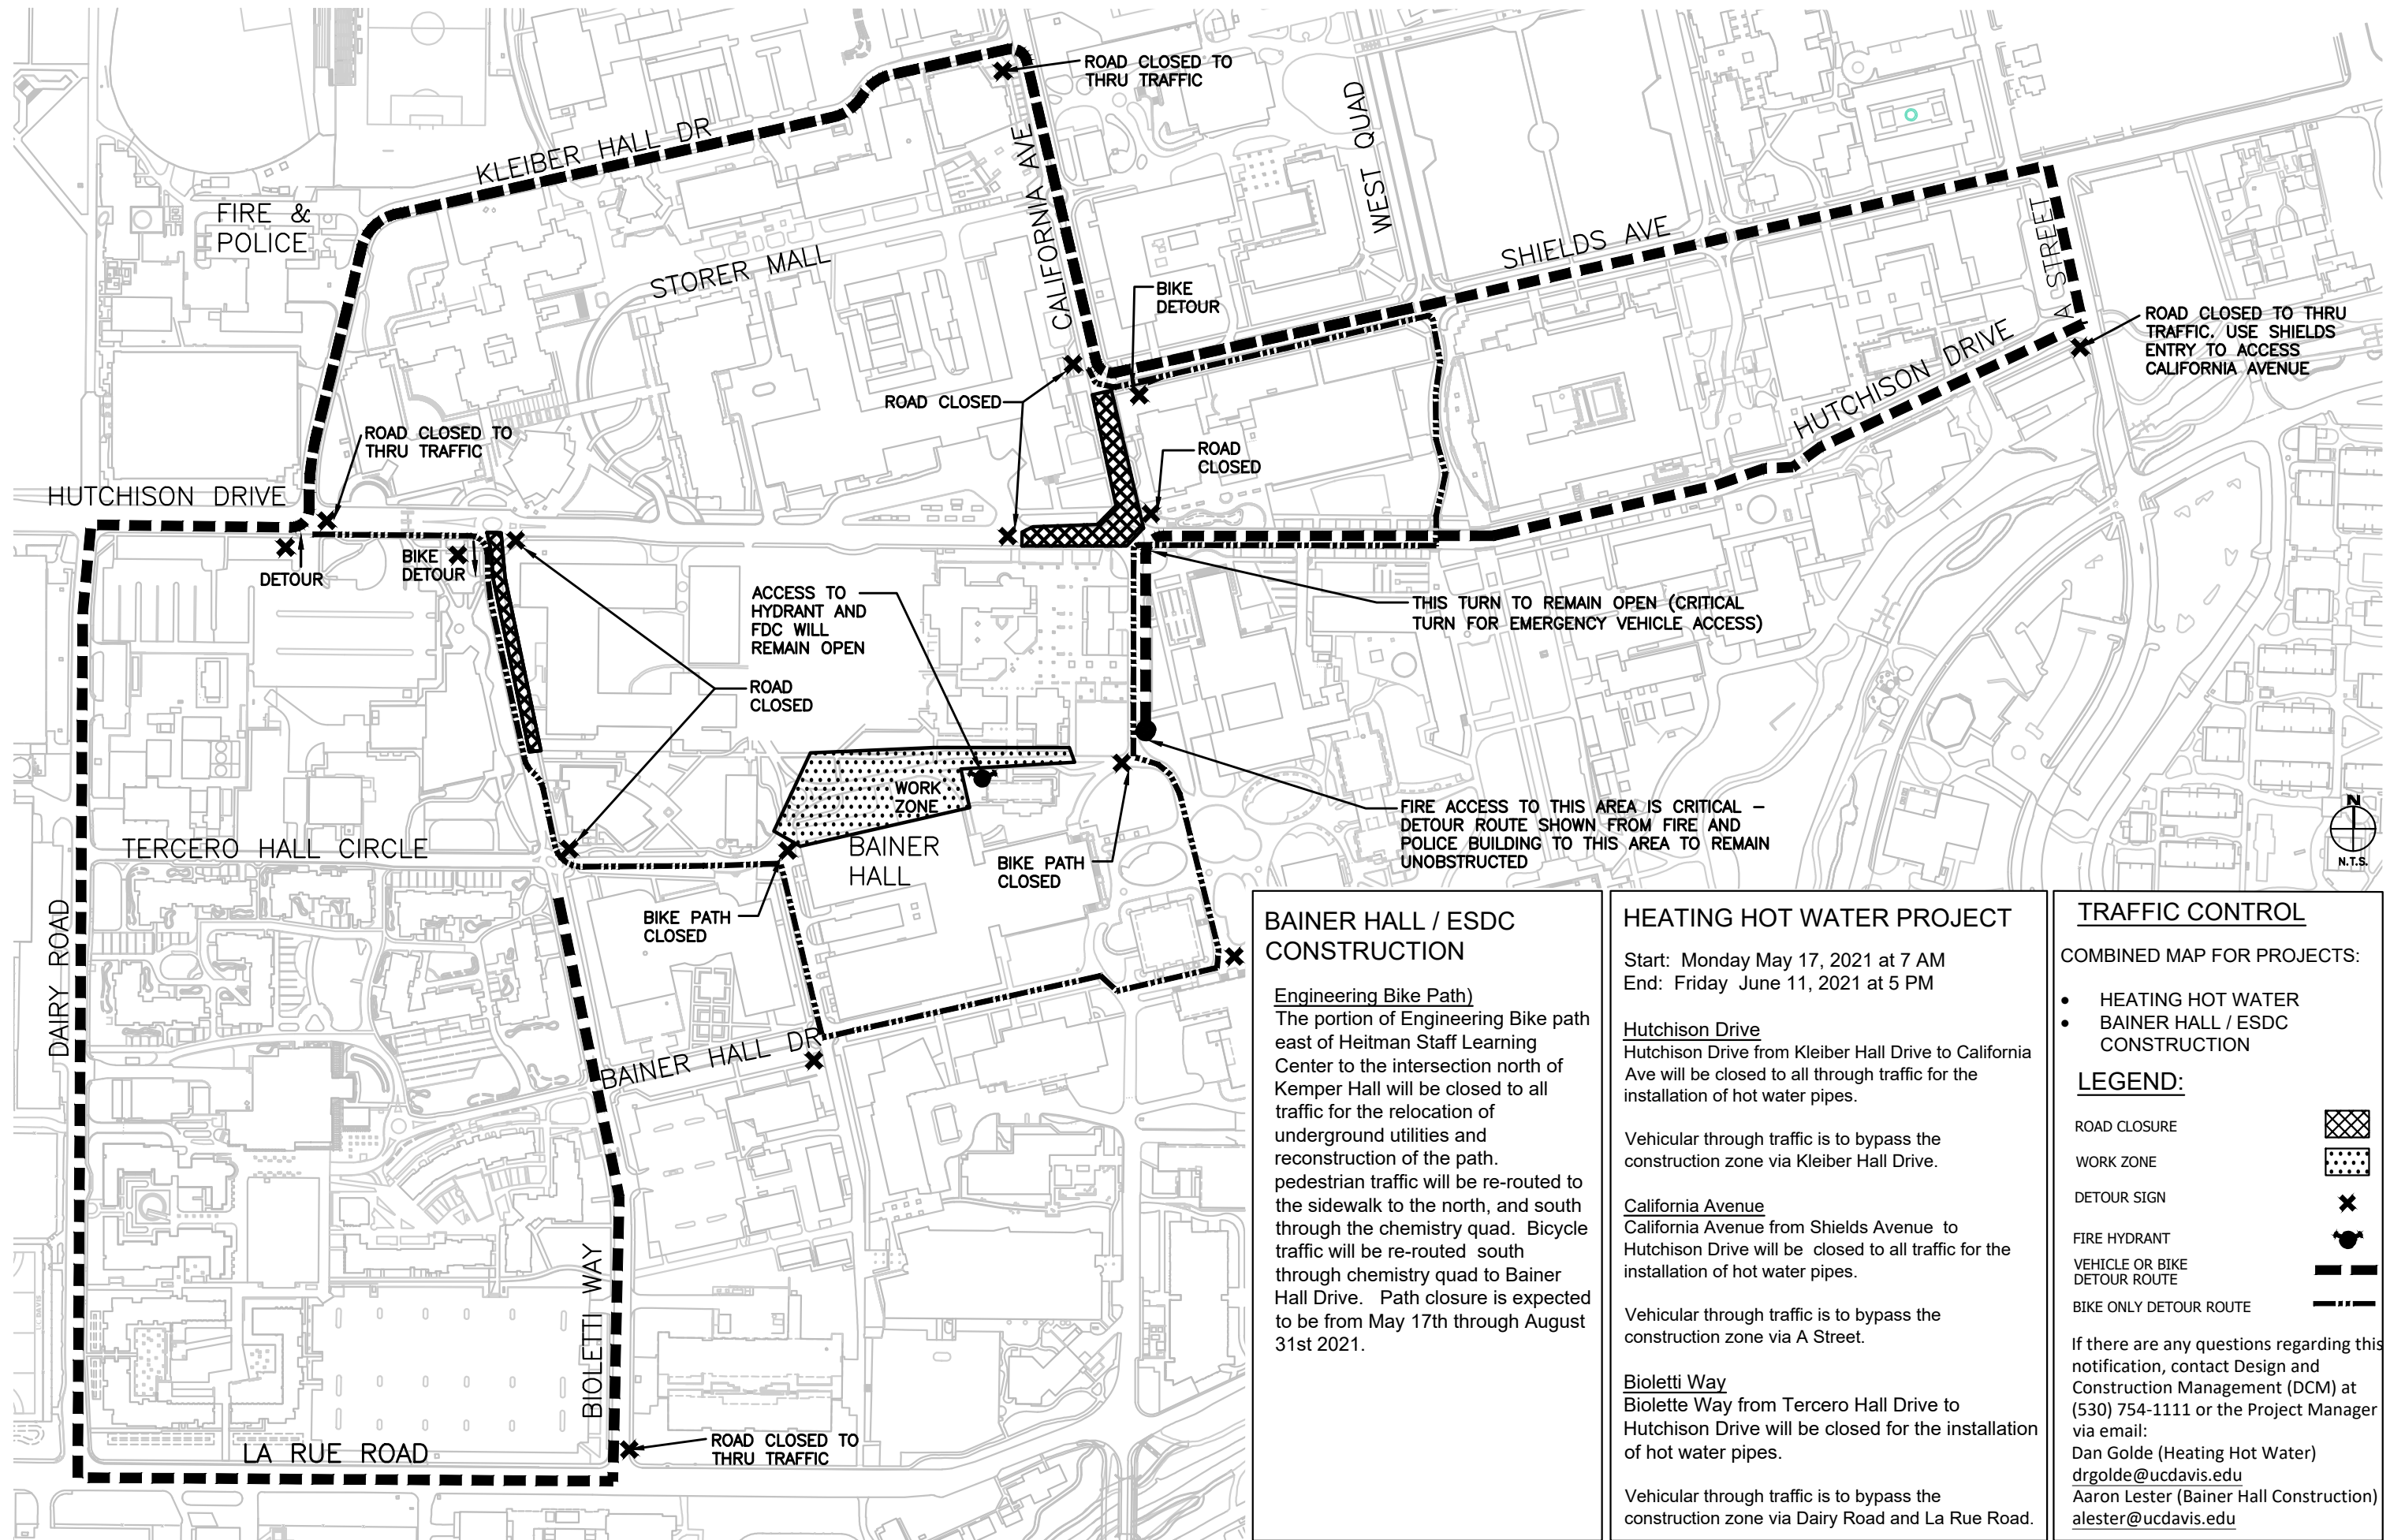 ROAD CLOSED TO
THRU TRAFFIC
WEST QUAD
KLEIBER HALL DR
CALIFORNIA AVE
FIRE &
POLICE
STORER MALL
SHIELDS AVE
A STREET
BIKE
DETOUR
ROAD CLOSED TO THRU
TRAFFIC. USE SHIELDS
ENTRY TO ACCESS
CALIFORNIA AVENUE
HUTCHISON DRIVE
ROAD CLOSED
ROAD CLOSED TO
THRU TRAFFIC
ROAD
CLOSED
HUTCHISON DRIVE
DETOUR
BIKE
DETOUR
ACCESS TO
HYDRANT AND
FDC WILL
REMAIN OPEN
THIS TURN TO REMAIN OPEN (CRITICAL
TURN FOR EMERGENCY VEHICLE ACCESS)
ROAD
CLOSED
WORK
ZONE
FIRE ACCESS TO THIS AREA IS CRITICAL –
DETOUR ROUTE SHOWN FROM FIRE AND
POLICE BUILDING TO THIS AREA TO REMAIN
UNOBSTRUCTED
N
N.T.S.
TERCERO HALL CIRCLE
BAINER
HALL
BIKE PATH
CLOSED
BIKE PATH
CLOSED
DAIRY ROAD
BAINER HALL DR
BIOLETTI WAY
LA RUE ROAD
ROAD CLOSED TO
THRU TRAFFIC
BAINER HALL / ESDC
CONSTRUCTION
Engineering Bike Path)
The portion of Engineering Bike path
east of Heitman Staff Learning
Center to the intersection north of
Kemper Hall will be closed to all
traffic for the relocation of
underground utilities and
reconstruction of the path.
pedestrian traffic will be re-routed to
the sidewalk to the north, and south
through the chemistry quad. Bicycle
traffic will be re-routed south
through chemistry quad to Bainer
Hall Drive. Path closure is expected
to be from May 17th through August
31st 2021.
HEATING HOT WATER PROJECT
Start: Monday May 17, 2021 at 7 AM
End: Friday June 11, 2021 at 5 PM
Hutchison Drive
Hutchison Drive from Kleiber Hall Drive to California
Ave will be closed to all through traffic for the
installation of hot water pipes.
Vehicular through traffic is to bypass the
construction zone via Kleiber Hall Drive.
California Avenue
California Avenue from Shields Avenue to
Hutchison Drive will be closed to all traffic for the
installation of hot water pipes.
Vehicular through traffic is to bypass the
construction zone via A Street.
Bioletti Way
Biolette Way from Tercero Hall Drive to
Hutchison Drive will be closed for the installation
of hot water pipes.
Vehicular through traffic is to bypass the
construction zone via Dairy Road and La Rue Road.
TRAFFIC CONTROL
COMBINED MAP FOR PROJECTS:
• HEATING HOT WATER
• BAINER HALL / ESDC
CONSTRUCTION
LEGEND:
ROAD CLOSURE
WORK ZONE
DETOUR SIGN
FIRE HYDRANT
VEHICLE OR BIKE
DETOUR ROUTE
BIKE ONLY DETOUR ROUTE
If there are any questions regarding this
notification, contact Design and
Construction Management (DCM) at
(530) 754-1111 or the Project Manager
via email:
Dan Golde (Heating Hot Water)
drgolde@ucdavis.edu
Aaron Lester (Bainer Hall Construction)
alester@ucdavis.edu